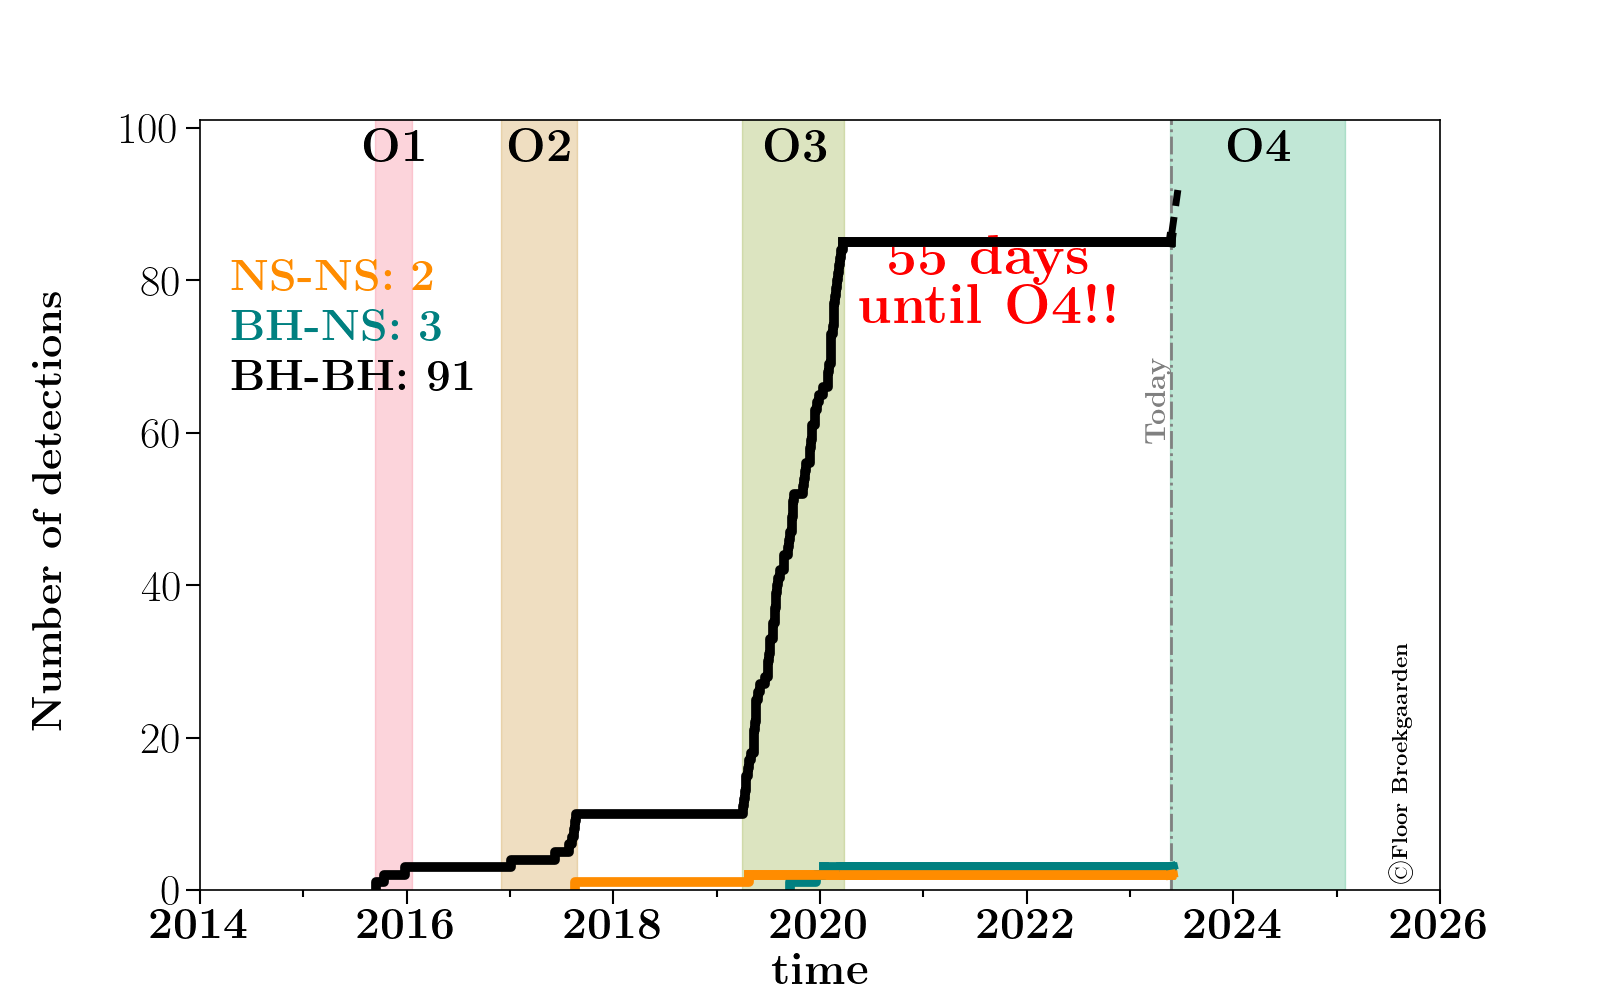 O1 O2 O3 O4
100
80
60
40
20
0
Number of detections
NS-NS: 2
BH-NS: 3
BH-BH: 91
55 days
until O4!!
Today
©Floor Broekgaarden
2014 2016 2018 2020 2022 2024 2026
time